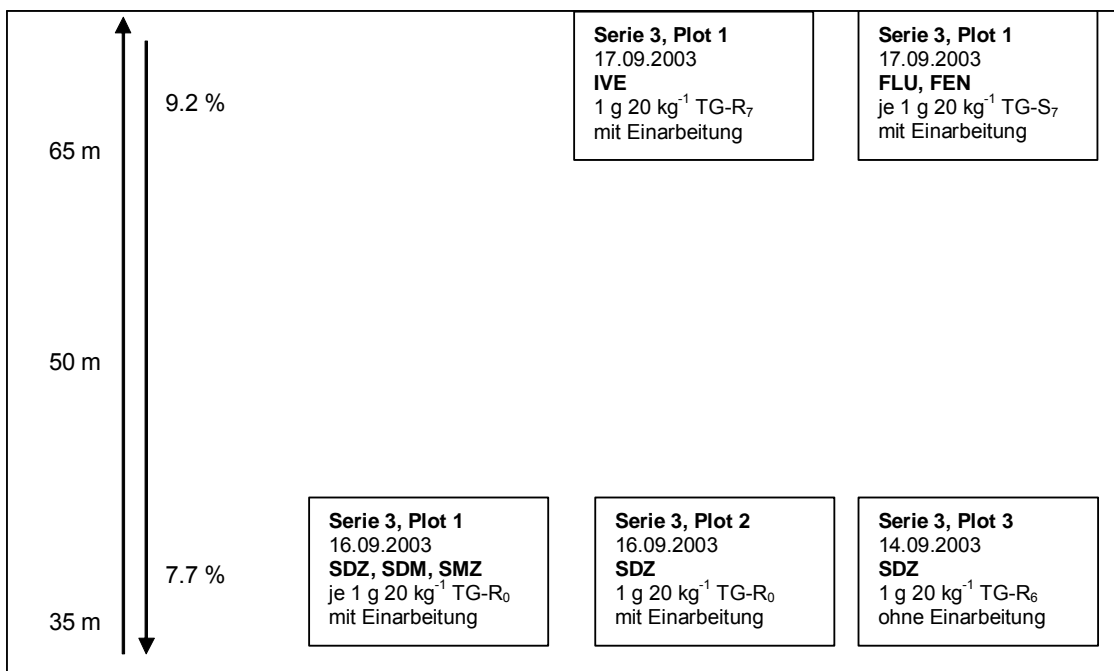 Serie 3, Plot 1
17.09.2003
IVE
1 g 20 kg⁻¹ TG-R₇
mit Einarbeitung
Serie 3, Plot 1
17.09.2003
FLU, FEN
je 1 g 20 kg⁻¹ TG-S₇
mit Einarbeitung
9.2 %
65 m
50 m
7.7 %
35 m
Serie 3, Plot 1
16.09.2003
SDZ, SDM, SMZ
je 1 g 20 kg⁻¹ TG-R₀
mit Einarbeitung
Serie 3, Plot 2
16.09.2003
SDZ
1 g 20 kg⁻¹ TG-R₀
mit Einarbeitung
Serie 3, Plot 3
14.09.2003
SDZ
1 g 20 kg⁻¹ TG-R₆
ohne Einarbeitung